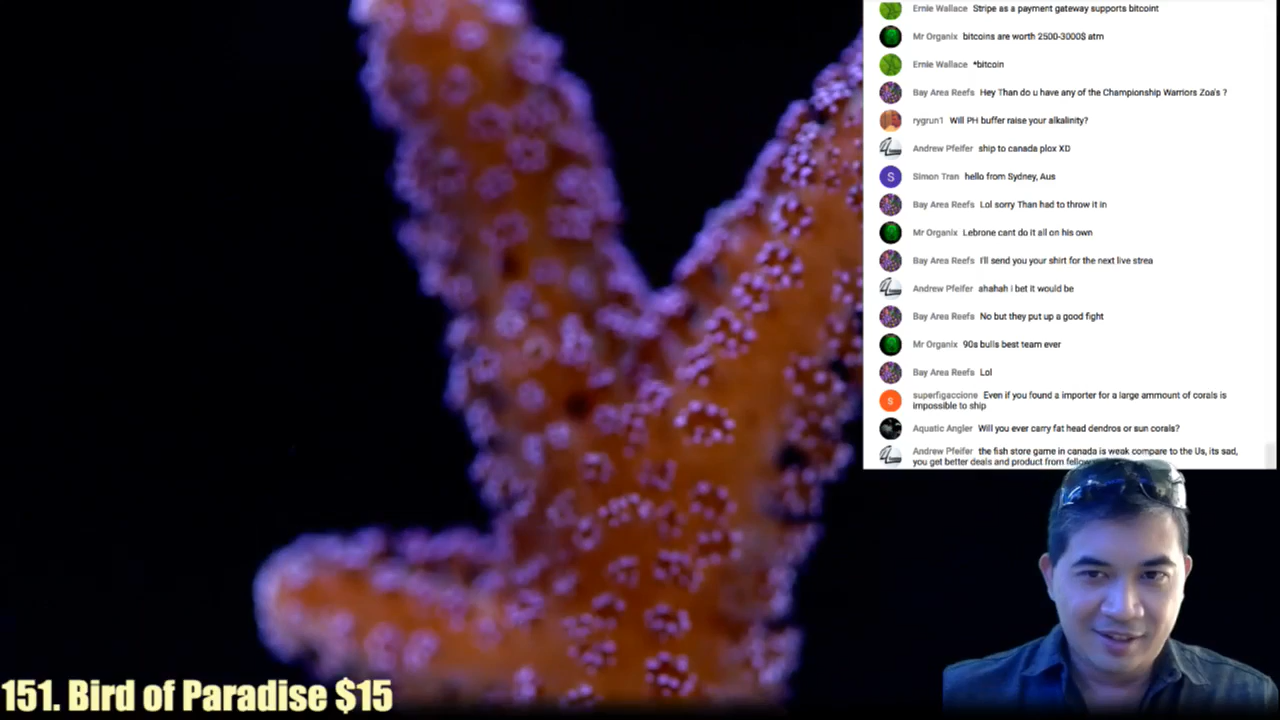 Ernie Wallace Stripe as a payment gateway supports bitcoint
Mr Organix bitcoins are worth 2500-3000$ atm
Ernie Wallace *bitcoin
Bay Area Reefs Hey Than do u have any of the Championship Warriors Zoa's ?
rygrun1 Will PH buffer raise your alkalinity?
Andrew Pfeifer ship to canada plox XD
S Simon Tran hello from Sydney, Aus
Bay Area Reefs Lol sorry Than had to throw it in
Mr Organix Lebrone cant do it all on his own
Bay Area Reefs I'll send you your shirt for the next live strea
Andrew Pfeifer ahahah i bet it would be
Bay Area Reefs No but they put up a good fight
Mr Organix 90s bulls best team ever
Bay Area Reefs Lol
S superfigaccione Even if you found a importer for a large ammount of corals is
impossible to ship
Aquatic Angler Will you ever carry fat head dendros or sun corals?
Andrew Pfeifer the fish store game in canada is weak compare to the Us, its sad,
you get better deals and product from fellow
151. Bird of Paradise $15